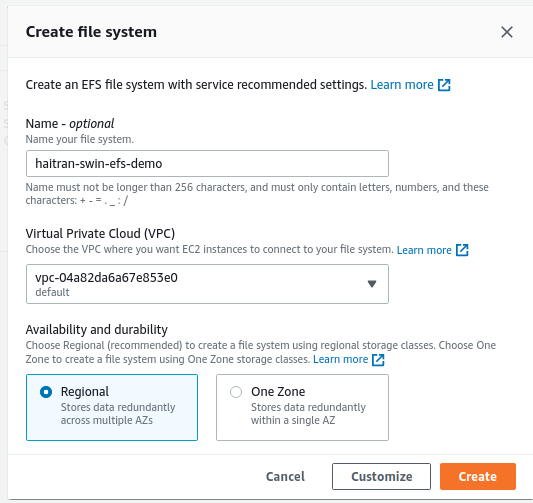 Create file system
Create an EFS file system with service recommended settings. Learn more
Name - optional
Name your file system.
haitran-swin-efs-demo
Name must not be longer than 256 characters, and must only contain letters, numbers, and these
characters: + - = . _ : /
Virtual Private Cloud (VPC)
Choose the VPC where you want EC2 instances to connect to your file system. Learn more
vpc-04a82da6a67e853e0
default
Availability and durability
Choose Regional (recommended) to create a file system using regional storage classes. Choose One
Zone to create a file system using One Zone storage classes. Learn more
Regional
Stores data redundantly
across multiple AZs
One Zone
Stores data redundantly
within a single AZ
Cancel
Customize
Create